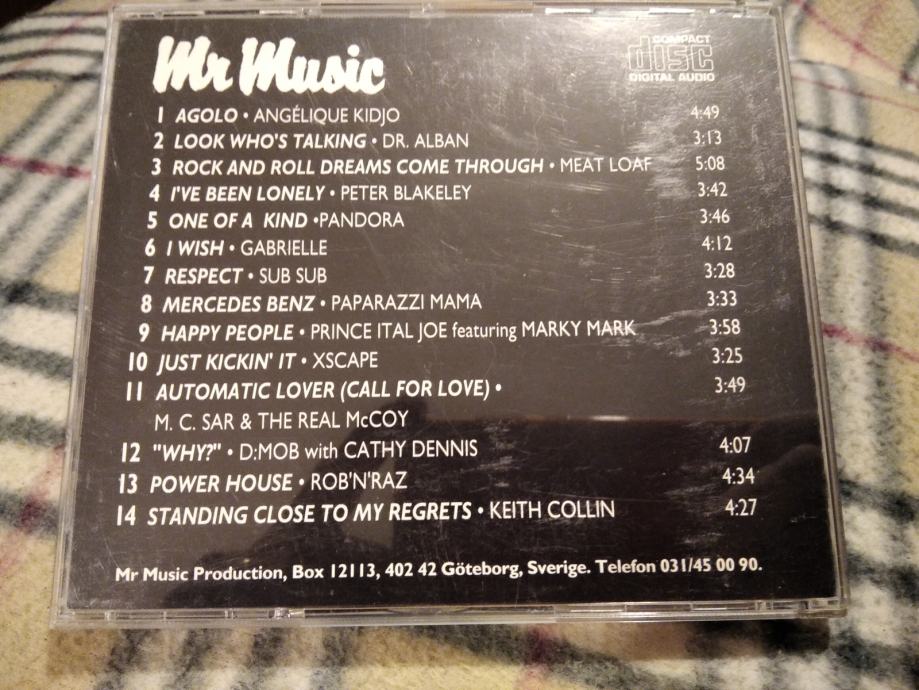 Mr Music
COMPACT
disc
DIGITAL AUDIO
1 AGOLO • ANGÉLIQUE KIDJO 4:49
2 LOOK WHO'S TALKING • DR. ALBAN 3:13
3 ROCK AND ROLL DREAMS COME THROUGH • MEAT LOAF 5:08
4 I'VE BEEN LONELY • PETER BLAKELEY 3:42
5 ONE OF A KIND •PANDORA 3:46
6 I WISH • GABRIELLE 4:12
7 RESPECT • SUB SUB 3:28
8 MERCEDES BENZ • PAPARAZZI MAMA 3:33
9 HAPPY PEOPLE • PRINCE ITAL JOE featuring MARKY MARK 3:58
10 JUST KICKIN' IT • XSCAPE 3:25
11 AUTOMATIC LOVER (CALL FOR LOVE) • 3:49
M. C. SAR & THE REAL McCOY
12 "WHY?" • D:MOB with CATHY DENNIS 4:07
13 POWER HOUSE • ROB'N'RAZ 4:34
14 STANDING CLOSE TO MY REGRETS • KEITH COLLIN 4:27
Mr Music Production, Box 12113, 402 42 Göteborg, Sverige. Telefon 031/45 00 90.